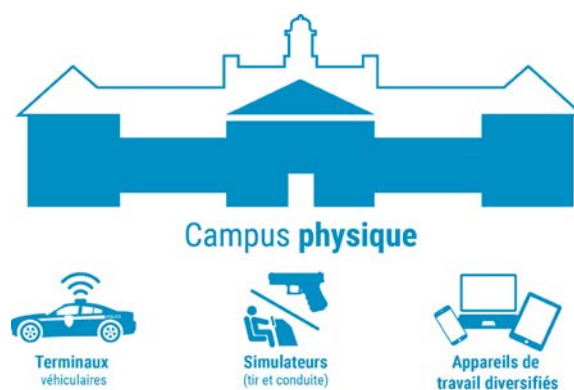 Campus physique
Terminaux
véhiculaires
Simulateurs
(tir et conduite)
Appareils de
travail diversifiés